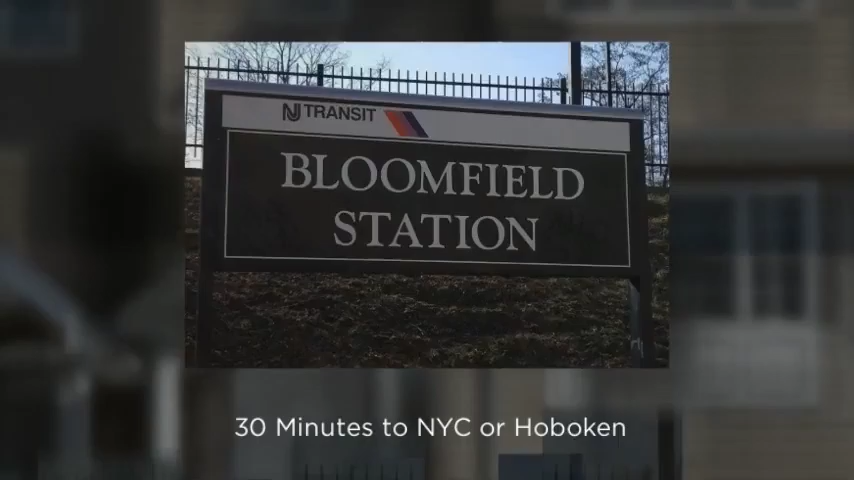 NJ TRANSIT
BLOOMFIELD
STATION
30 Minutes to NYC or Hoboken